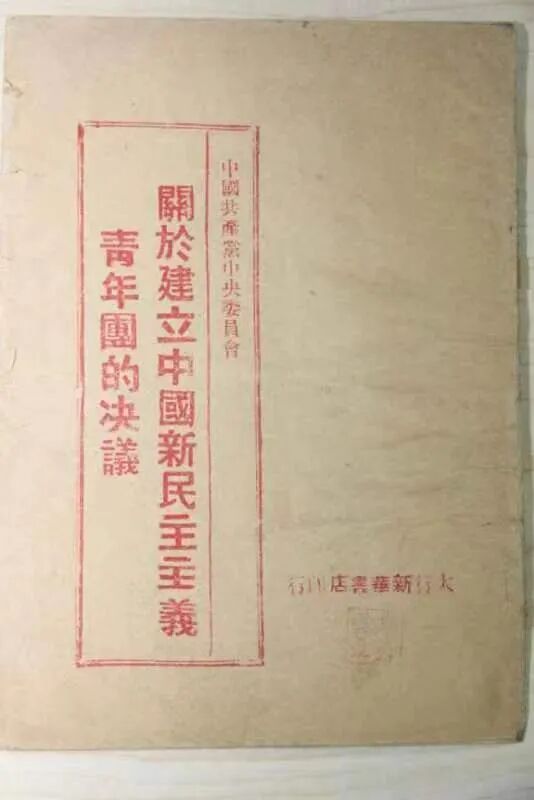 中國共產黨中央委員會
關於建立中國新民主主義
青年團的决議
太行新華書店印行